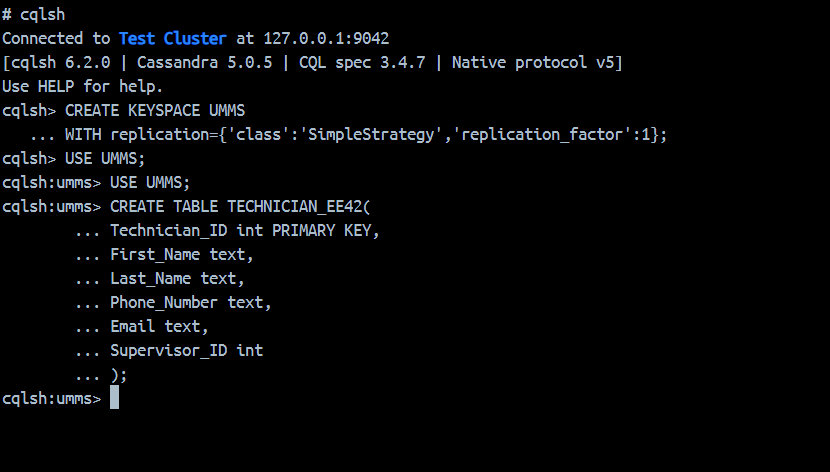 # cqlsh
Connected to Test Cluster at 127.0.0.1:9042
[cqlsh 6.2.0 | Cassandra 5.0.5 | CQL spec 3.4.7 | Native protocol v5]
Use HELP for help.
cqlsh> CREATE KEYSPACE UMMS
   ... WITH replication={'class':'SimpleStrategy','replication_factor':1};
cqlsh> USE UMMS;
cqlsh:umms> USE UMMS;
cqlsh:umms> CREATE TABLE TECHNICIAN_EE42(
        ... Technician_ID int PRIMARY KEY,
        ... First_Name text,
        ... Last_Name text,
        ... Phone_Number text,
        ... Email text,
        ... Supervisor_ID int
        ... );
cqlsh:umms>